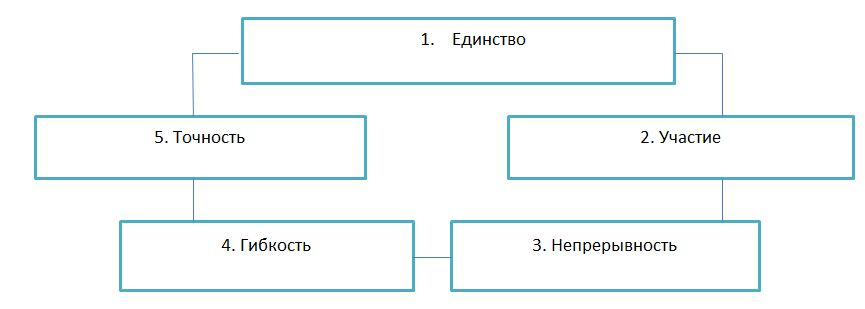 1. Единство
5. Точность
2. Участие
4. Гибкость
3. Непрерывность